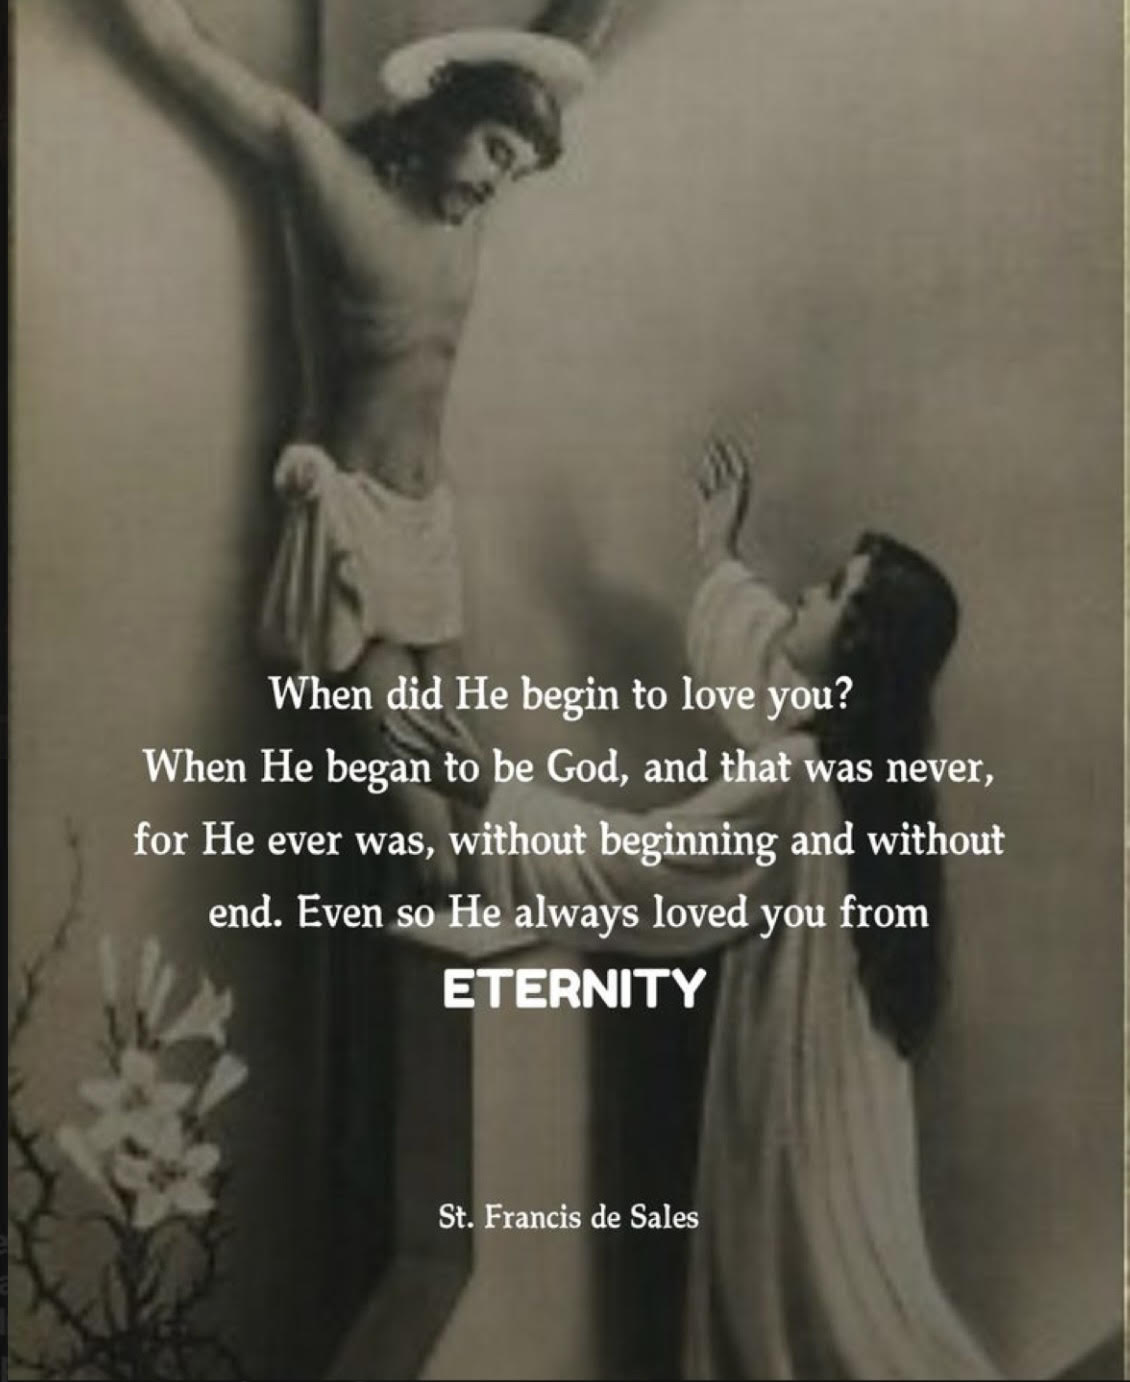 When did He begin to love you?
When He began to be God, and that was never,
for He ever was, without beginning and without
end. Even so He always loved you from
ETERNITY
St. Francis de Sales